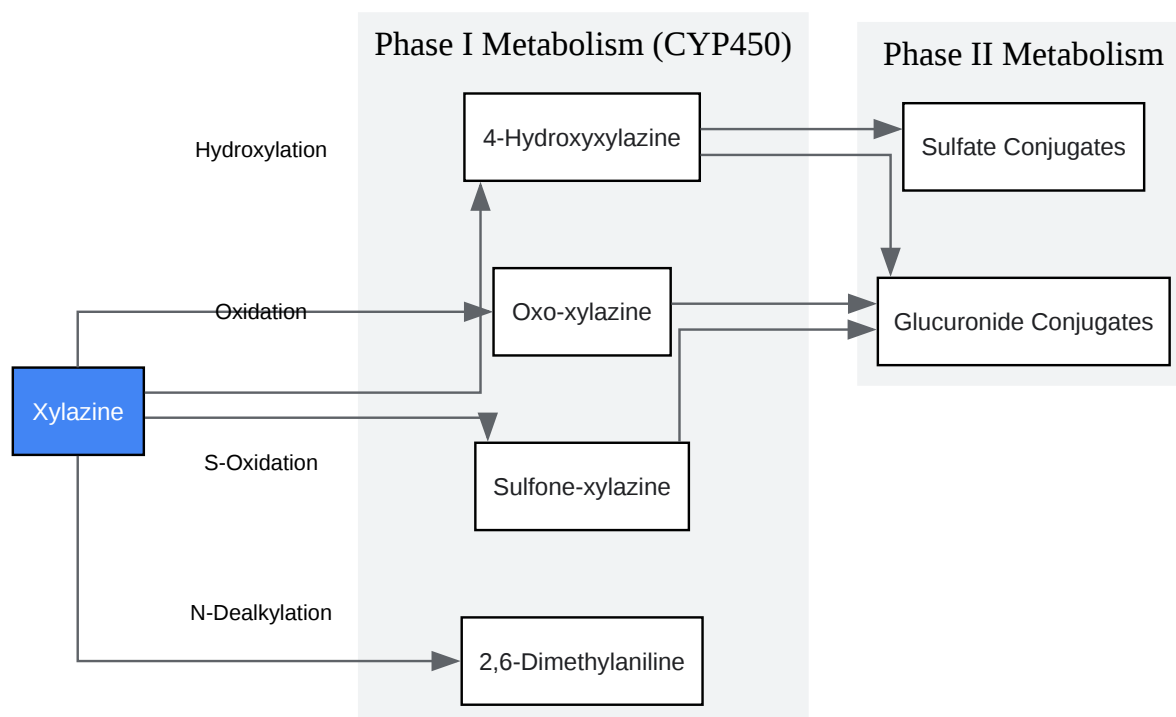 Phase I Metabolism (CYP450)
Phase II Metabolism
Hydroxylation
4-Hydroxyxylazine
Sulfate Conjugates
Oxidation
Oxo-xylazine
Glucuronide Conjugates
Xylazine
S-Oxidation
Sulfone-xylazine
N-Dealkylation
2,6-Dimethylaniline